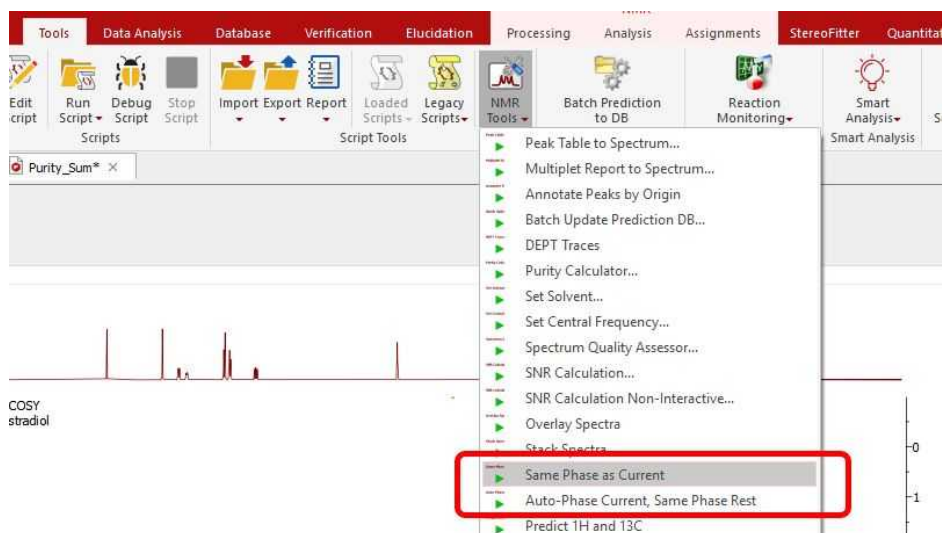 NMR
Tools Data Analysis Database Verification Elucidation Processing Analysis Assignments StereoFitter Quantitat
Edit Run Debug Stop Import Export Report Loaded Legacy NMR Batch Prediction Reaction Smart
cript Script Script Script Scripts Scripts Tools to DB Monitoring Analysis
Scripts Script Tools Smart Analysis
Purity_Sum* ×
Peak Table to Spectrum...
Multiplet Report to Spectrum...
Annotate Peaks by Origin
Batch Update Prediction DB...
DEPT Traces
Purity Calculator...
Set Solvent...
Set Central Frequency...
Spectrum Quality Assessor...
SNR Calculation...
SNR Calculation Non-Interactive...
Overlay Spectra
Stack Spectra
Same Phase as Current
Auto-Phase Current, Same Phase Rest
Predict 1H and 13C
COSY
stradiol
0
1